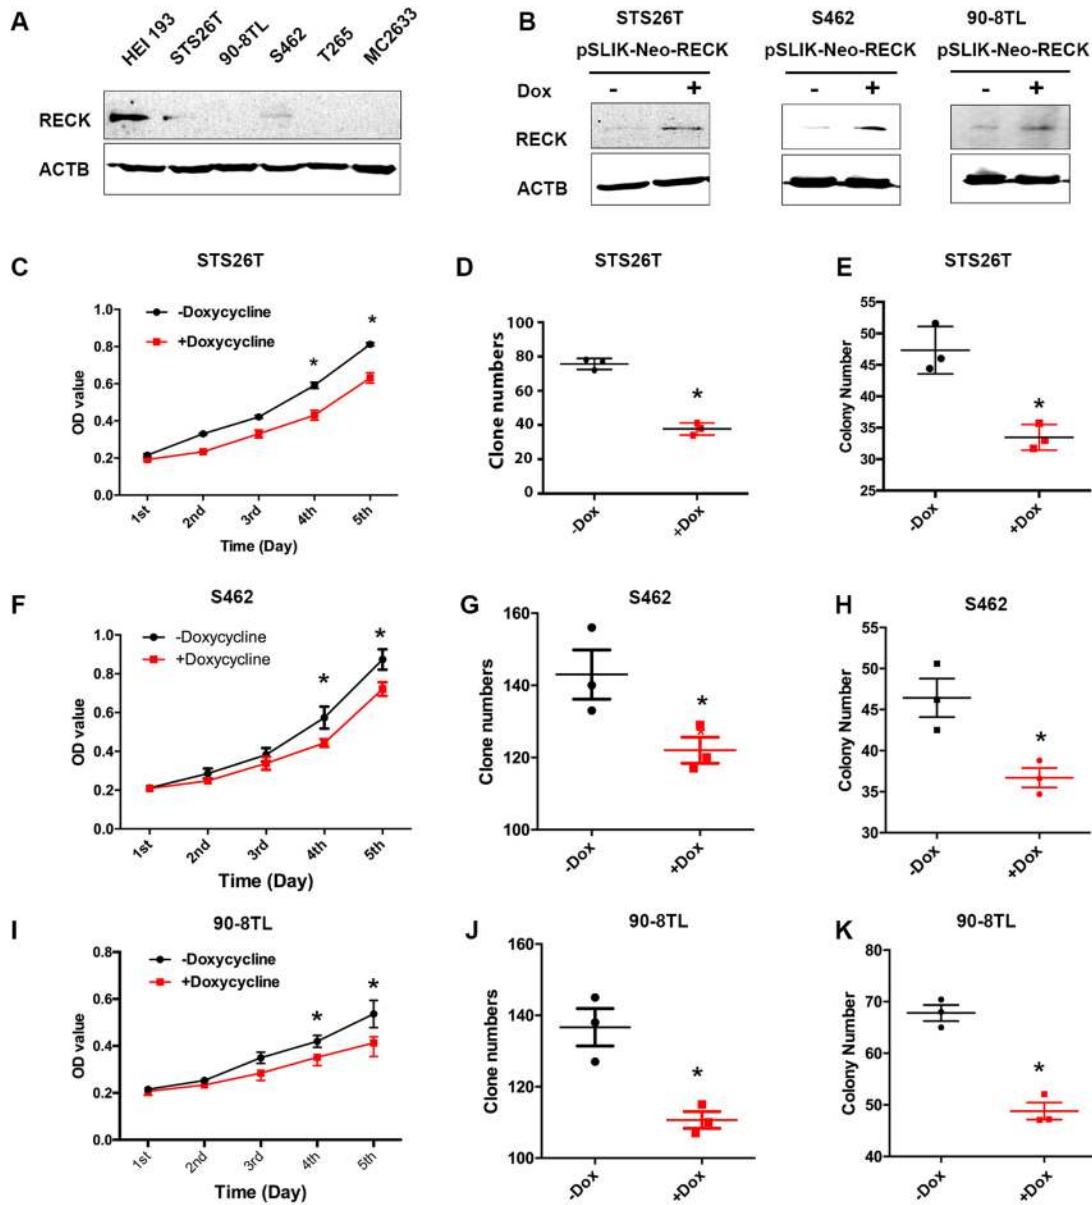 A
HEI 193
STS26T
90-8TL
S462
T265
MC2633
RECK
ACTB
B
STS26T
S462
90-8TL
pSLIK-Neo-RECK
pSLIK-Neo-RECK
pSLIK-Neo-RECK
Dox - + - + - +
RECK
ACTB
C
STS26T
-Doxycycline
+Doxycycline
*
*
OD value
1.0
0.8
0.6
0.4
0.2
0.0
1st
2nd
3rd
4th
5th
Time (Day)
D
STS26T
Clone numbers
100
80
60
40
20
0
*
-Dox
+Dox
E
STS26T
Colony Number
55
50
45
40
35
30
25
*
-Dox
+Dox
F
S462
-Doxycycline
+Doxycycline
*
*
OD value
1.0
0.8
0.6
0.4
0.2
0.0
1st
2nd
3rd
4th
5th
Time (Day)
G
S462
Clone numbers
160
140
120
100
*
-Dox
+Dox
H
S462
Colony Number
55
50
45
40
35
30
*
-Dox
+Dox
I
90-8TL
-Doxycycline
+Doxycycline
*
*
OD value
0.8
0.6
0.4
0.2
0.0
1st
2nd
3rd
4th
5th
Time (Day)
J
90-8TL
Clone numbers
160
140
120
100
*
-Dox
+Dox
K
90-8TL
Colony Number
80
70
60
50
40
*
-Dox
+Dox